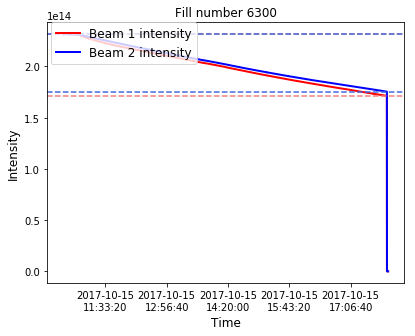 Fill number 6300
1e14
Beam 1 intensity
Beam 2 intensity
2.0
1.5
1.0
0.5
0.0
Intensity
2017-10-15 2017-10-15 2017-10-15 2017-10-15 2017-10-15
11:33:20 12:56:40 14:20:00 15:43:20 17:06:40
Time